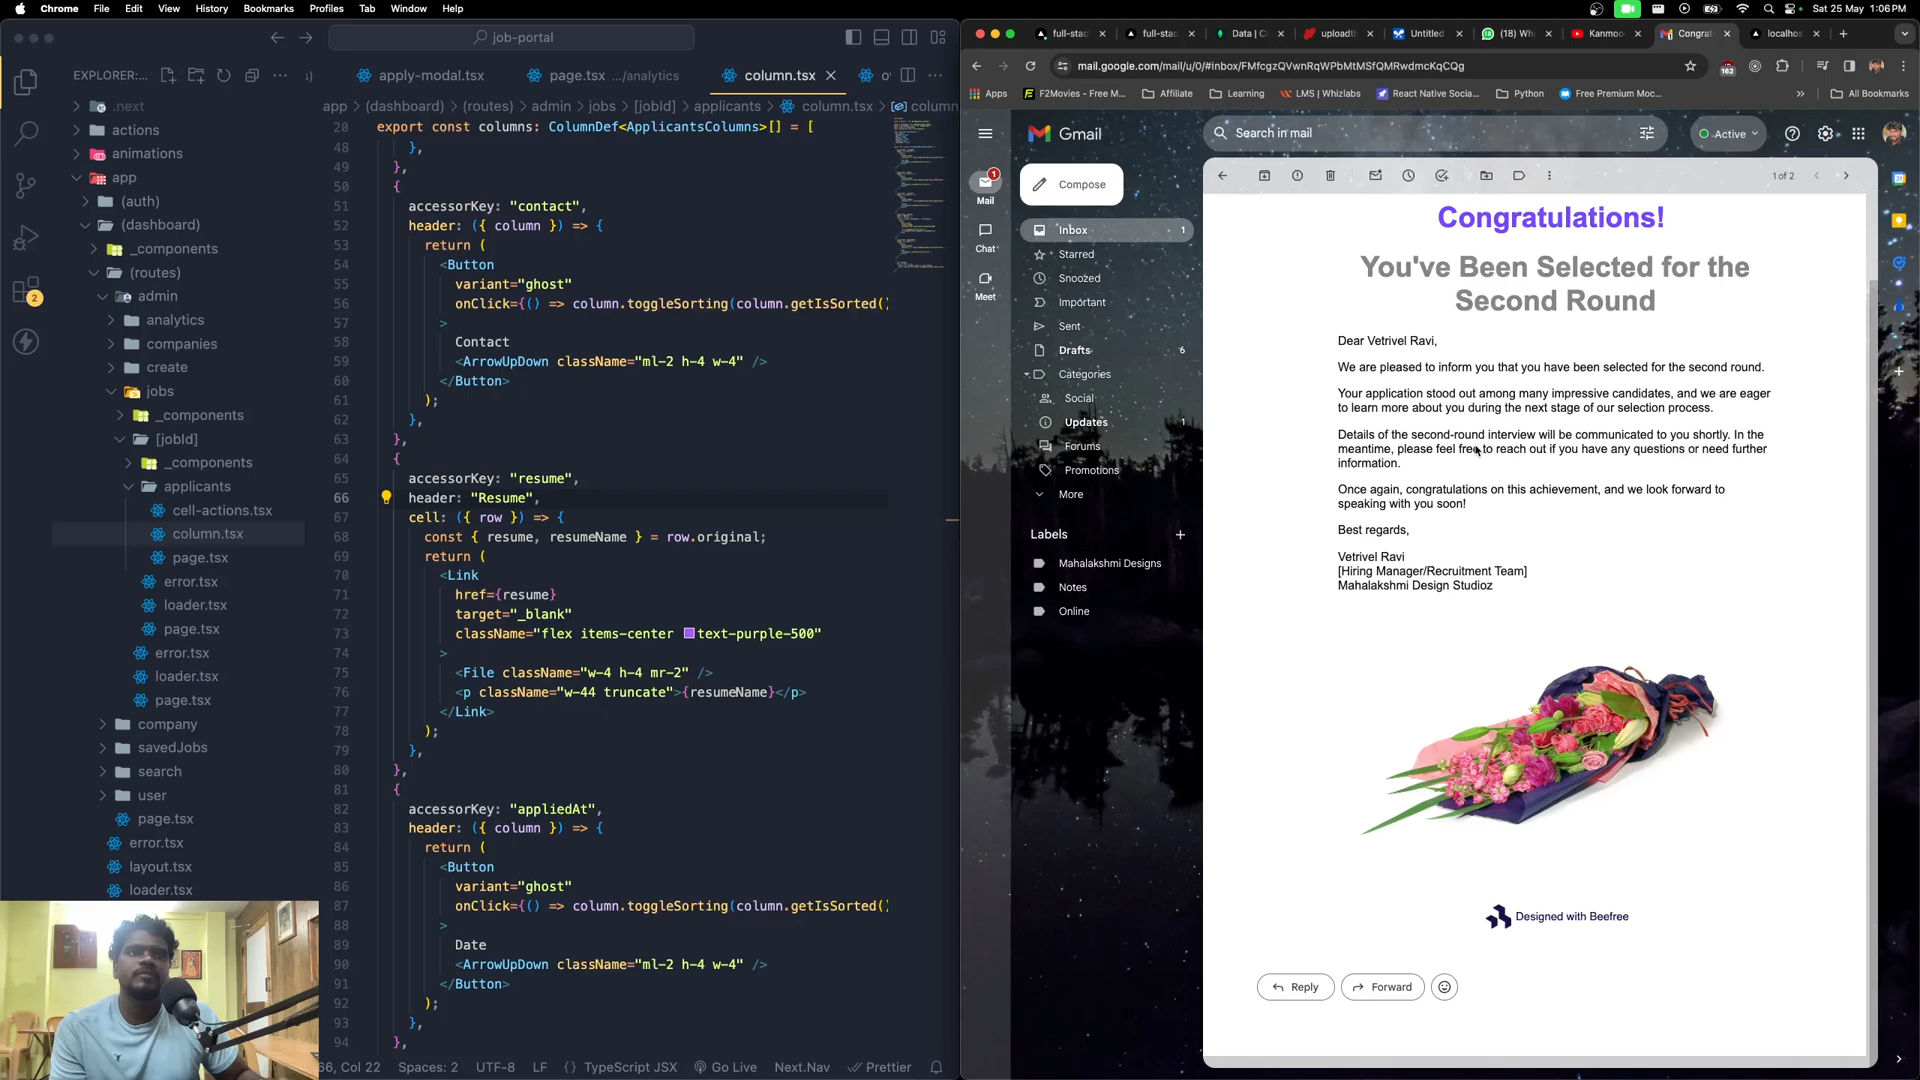 Chrome File Edit View History Bookmarks Profiles Tab Window Help
Sat 25 May 1:06 PM
job-portal
EXPLORER:...
apply-modal.tsx
page.tsx .../analytics
column.tsx
app > (dashboard) > (routes) > admin > jobs > [jobId] > applicants > column.tsx >
.next
actions
animations
app
(auth)
(dashboard)
_components
(routes)
admin
analytics
companies
create
jobs
_components
[jobId]
_components
applicants
cell-actions.tsx
column.tsx
page.tsx
error.tsx
loader.tsx
page.tsx
error.tsx
loader.tsx
page.tsx
company
savedJobs
search
user
page.tsx
error.tsx
layout.tsx
loader.tsx
2
20 export const columns: ColumnDef<ApplicantsColumns>[] = [
48 },
49 },
50 {
51 accessorKey: "contact",
52 header: ({ column }) => {
53 return (
54 <Button
55 variant="ghost"
56 onClick={() => column.toggleSorting(column.getIsSorted()
57 >
58 Contact
59 <ArrowUpDown className="ml-2 h-4 w-4" />
60 </Button>
61 );
62 },
63 },
64 {
65 accessorKey: "resume",
66 header: "Resume",
67 cell: ({ row }) => {
68 const { resume, resumeName } = row.original;
69 return (
70 <Link
71 href={resume}
72 target="_blank"
73 className="flex items-center text-purple-500"
74 >
75 <File className="w-4 h-4 mr-2" />
76 <p className="w-44 truncate">{resumeName}</p>
77 </Link>
78 );
79 },
80 },
81 {
82 accessorKey: "appliedAt",
83 header: ({ column }) => {
84 return (
85 <Button
86 variant="ghost"
87 onClick={() => column.toggleSorting(column.getIsSorted()
88 >
89 Date
90 <ArrowUpDown className="ml-2 h-4 w-4" />
91 </Button>
92 );
93 },
94 },
66, Col 22 Spaces: 2 UTF-8 LF {} TypeScript JSX Go Live Next.Nav Prettier
full-stac full-stac Data | C uploadth Untitled (18) Wh Kanmoo Congrat localhos
mail.google.com/mail/u/0/#inbox/FMfcgzQVwnRqWPbMtMSfQMRwdmcKqCQg
162
Apps F2Movies - Free M... Affiliate Learning LMS | Whizlabs React Native Socia... Python Free Premium Moc... » All Bookmarks
Gmail
Search in mail
Active
1
Mail
Chat
Meet
Compose
Inbox 1
Starred
Snoozed
Important
Sent
Drafts 6
Categories
Social
Updates 1
Forums
Promotions
More
Labels
Mahalakshmi Designs
Notes
Online
1 of 2
Congratulations!
You've Been Selected for the
Second Round
Dear Vetrivel Ravi,
We are pleased to inform you that you have been selected for the second round.
Your application stood out among many impressive candidates, and we are eager
to learn more about you during the next stage of our selection process.
Details of the second-round interview will be communicated to you shortly. In the
meantime, please feel free to reach out if you have any questions or need further
information.
Once again, congratulations on this achievement, and we look forward to
speaking with you soon!
Best regards,
Vetrivel Ravi
[Hiring Manager/Recruitment Team]
Mahalakshmi Design Studioz
Designed with Beefree
Reply
Forward